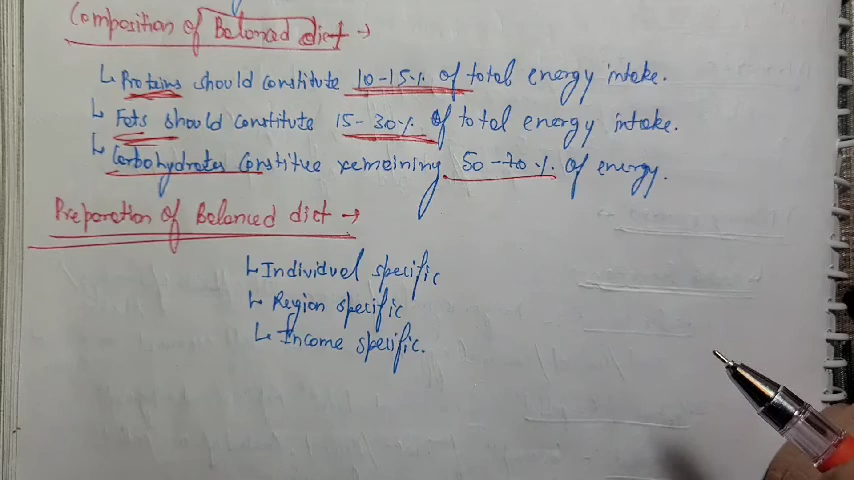 Composition of Balanced diet →
Proteins should constitute 10-15% of total energy intake.
Fats should constitute 15-30% of total energy intake.
Carbohydrates constitue remaining 50-70% of energy.
Preparation of Balanced diet →
Individuel specific
Region specific
Income specific.